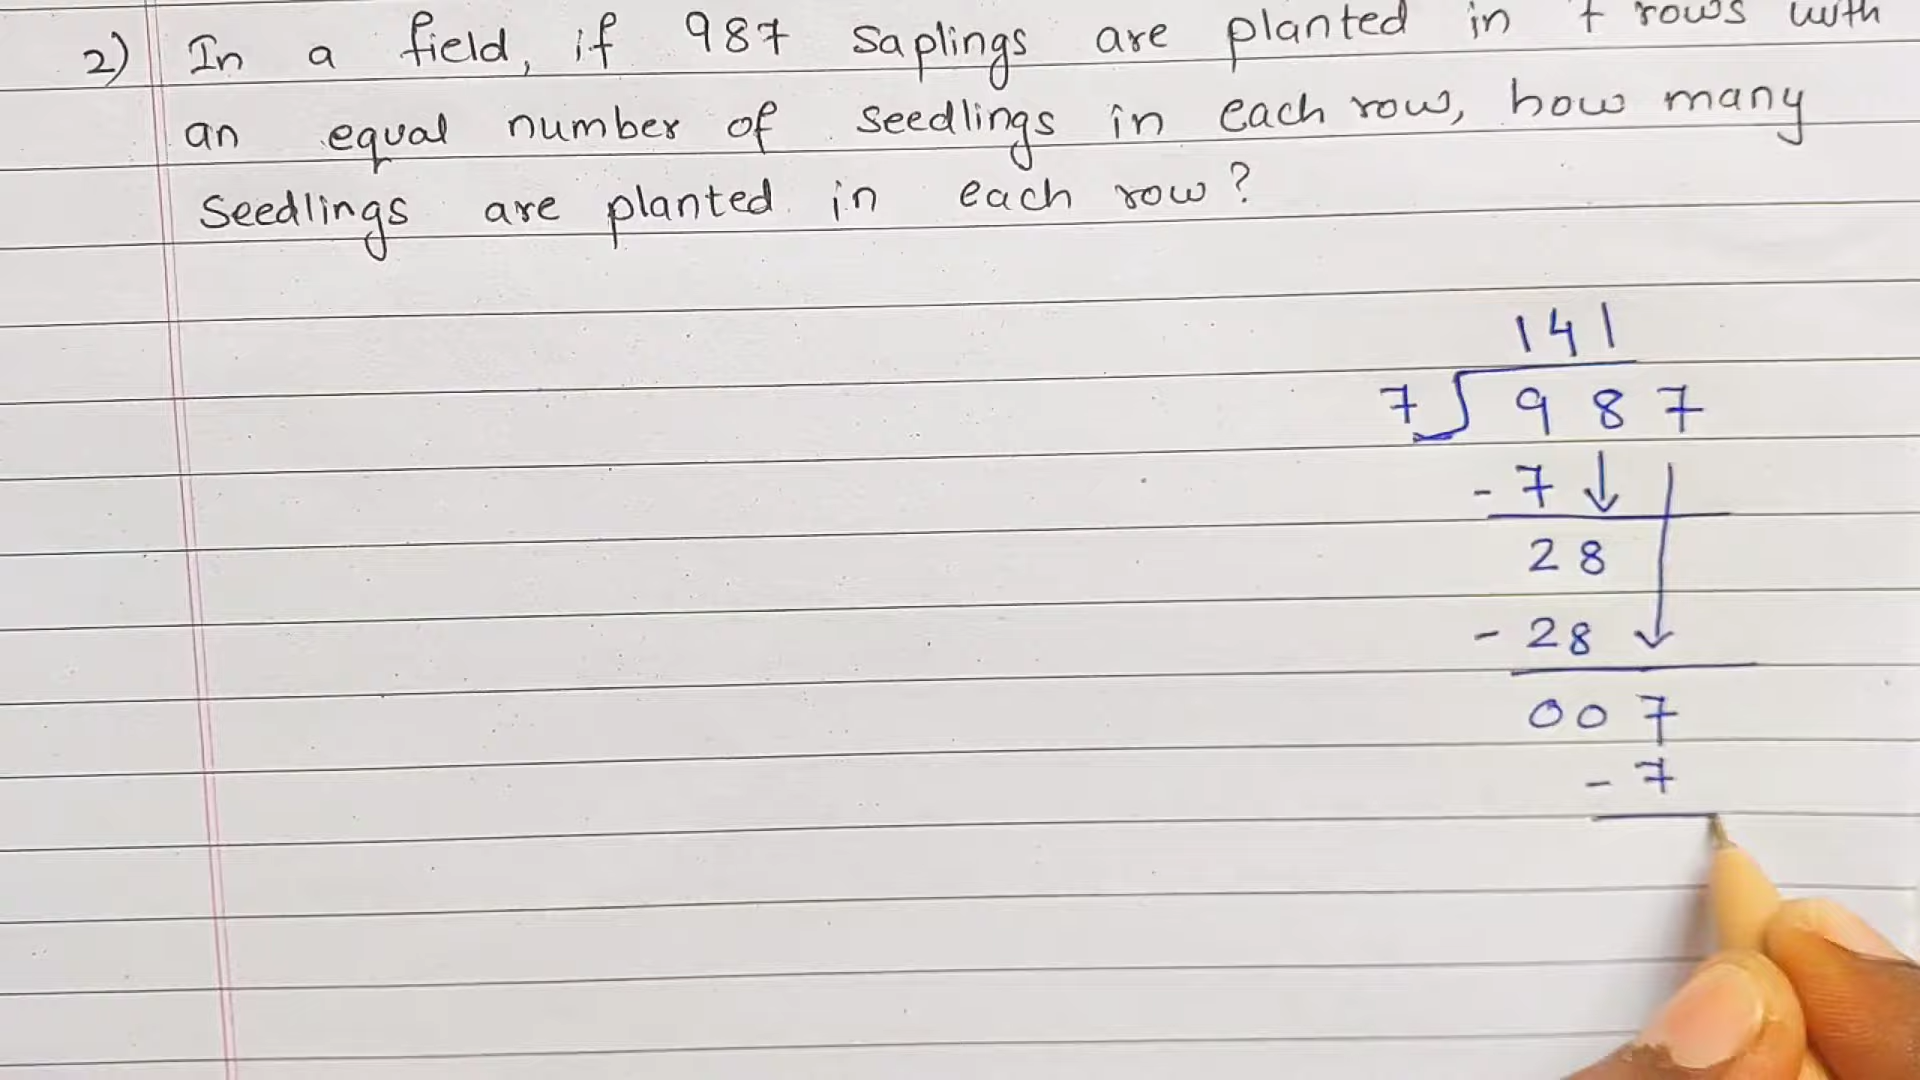 2) In a field, if 987 saplings are planted in 7 rows with
an equal number of seedlings in each row, how many
seedlings are planted in each row?
141
7 987
- 7 ↓
28
- 28 ↓
007
- 7